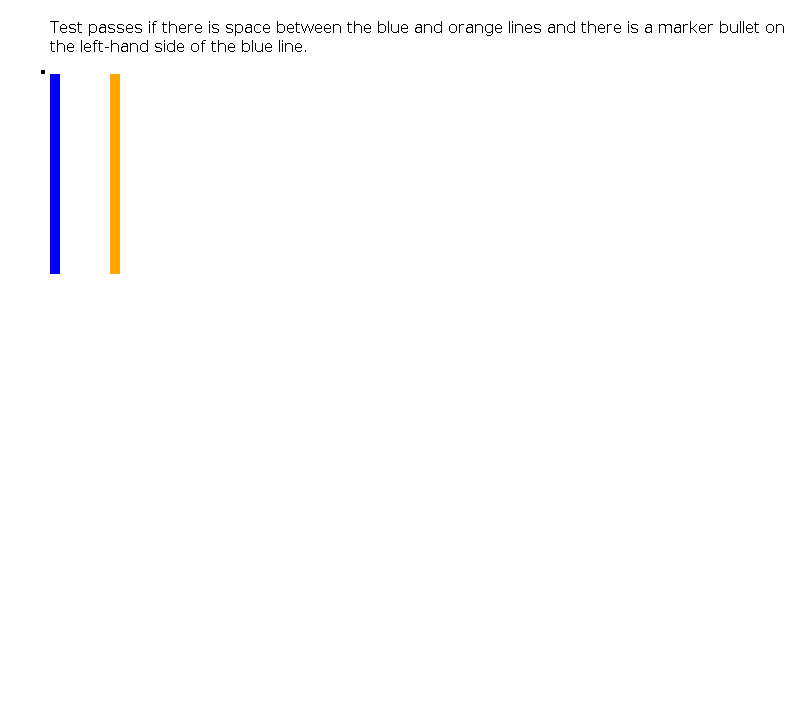 Test passes if there is space between the blue and orange lines and there is a marker bullet on
the left-hand side of the blue line.